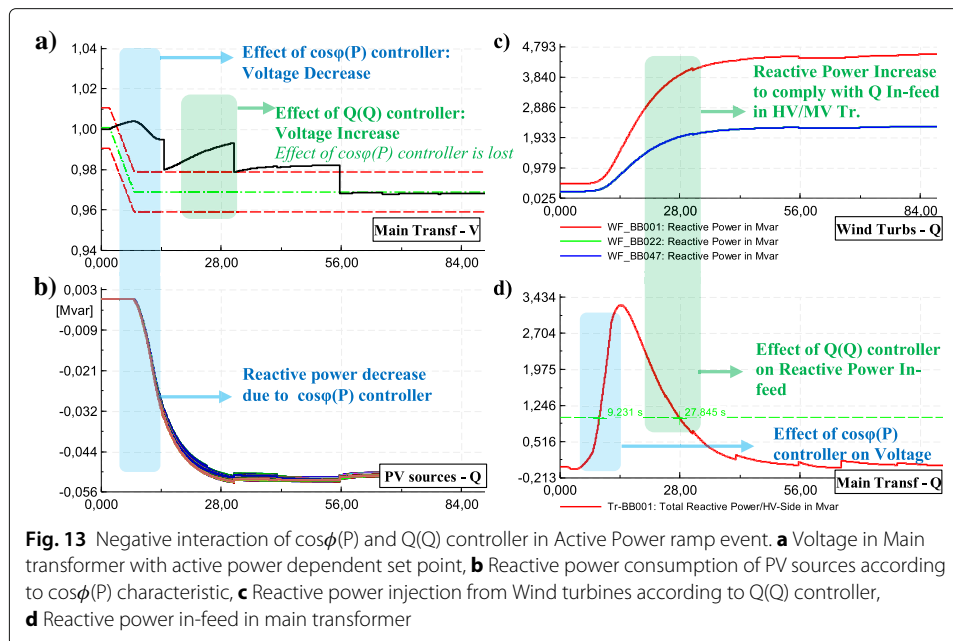 a)
1,04
1,02
1,00
0,98
0,96
0,94
0,000
28,00
56,00
84,00
Effect of cosφ(P) controller:
Voltage Decrease
Effect of Q(Q) controller:
Voltage Increase
Effect of cosφ(P) controller is lost
Main Transf - V
b)
0,003
[Mvar]
-0,009
-0,021
-0,032
-0,044
-0,056
0,000
28,00
56,00
84,00
Reactive power decrease
due to cosφ(P) controller
PV sources - Q
c)
4,793
3,840
2,886
1,933
0,979
0,025
0,000
28,00
56,00
84,00
Reactive Power Increase
to comply with Q In-feed
in HV/MV Tr.
WF_BB001: Reactive Power in Mvar
WF_BB022: Reactive Power in Mvar
WF_BB047: Reactive Power in Mvar
Wind Turbs - Q
d)
3,434
2,704
1,975
1,246
0,516
-0,213
0,000
28,00
56,00
9.231 s
27.845 s
Effect of Q(Q) controller
on Reactive Power In-
feed
Effect of cosφ(P)
controller on Voltage
Main Transf - Q
Tr-BB001: Total Reactive Power/HV-Side in Mvar
Fig. 13 Negative interaction of cosϕ(P) and Q(Q) controller in Active Power ramp event. a Voltage in Main
transformer with active power dependent set point, b Reactive power consumption of PV sources according
to cosϕ(P) characteristic, c Reactive power injection from Wind turbines according to Q(Q) controller,
d Reactive power in-feed in main transformer